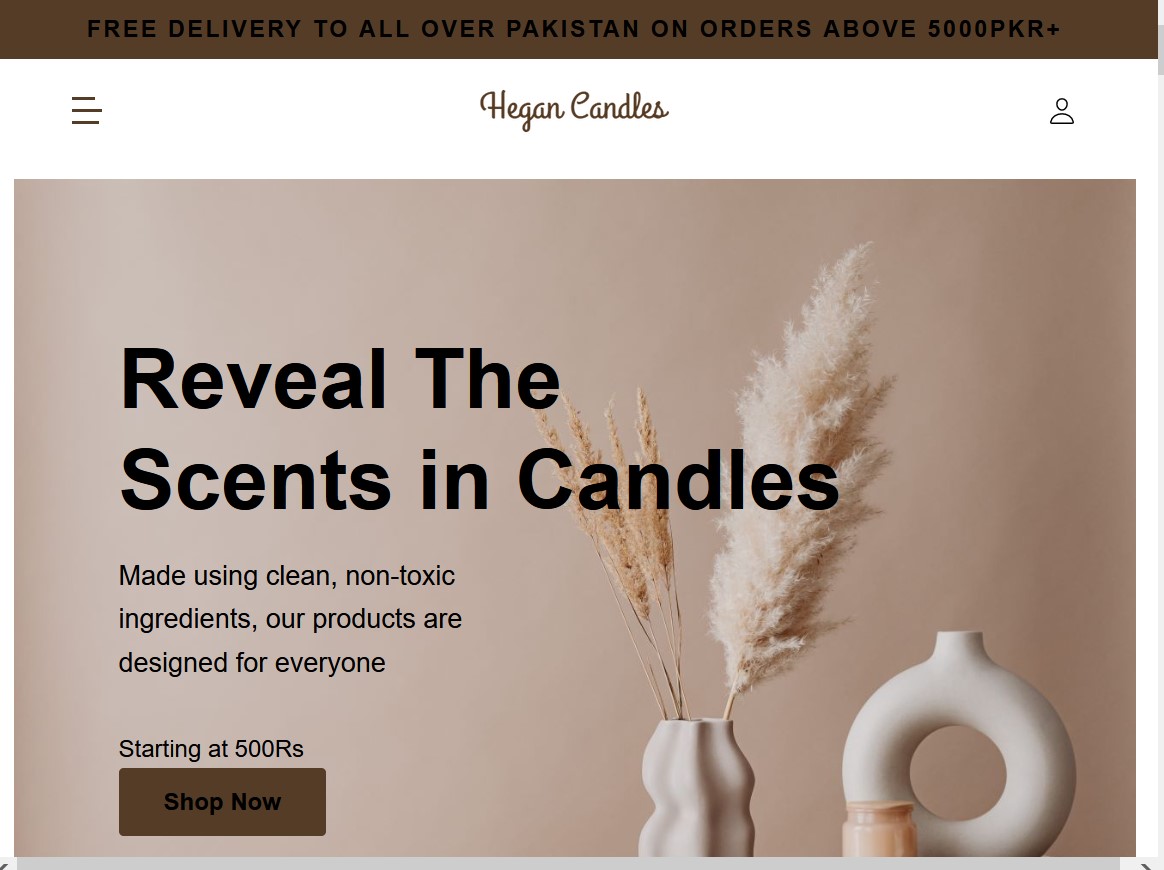 FREE DELIVERY TO ALL OVER PAKISTAN ON ORDERS ABOVE 5000PKR+
Hegan Candles
Reveal The
Scents in Candles
Made using clean, non-toxic
ingredients, our products are
designed for everyone
Starting at 500Rs
Shop Now